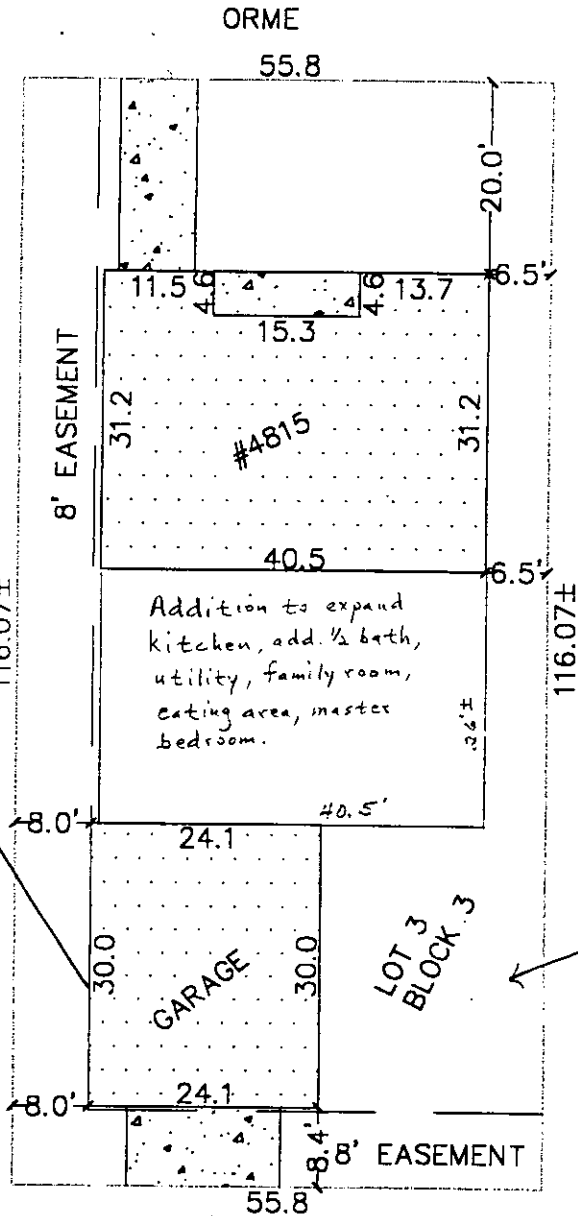 ORME
55.8
20.0'
11.5
4.6
4.6
13.7
6.5'
15.3
8' EASEMENT
31.2
#4815
31.2
40.5
6.5'
116.07±
Addition to expand
kitchen, add. ½ bath,
utility, family room,
eating area, master
bedroom.
26'±
116.07±
8.0'
40.5'
24.1
30.0
GARAGE
30.0
LOT 3
BLOCK 3
8.0'
24.1
8.4'
8' EASEMENT
55.8